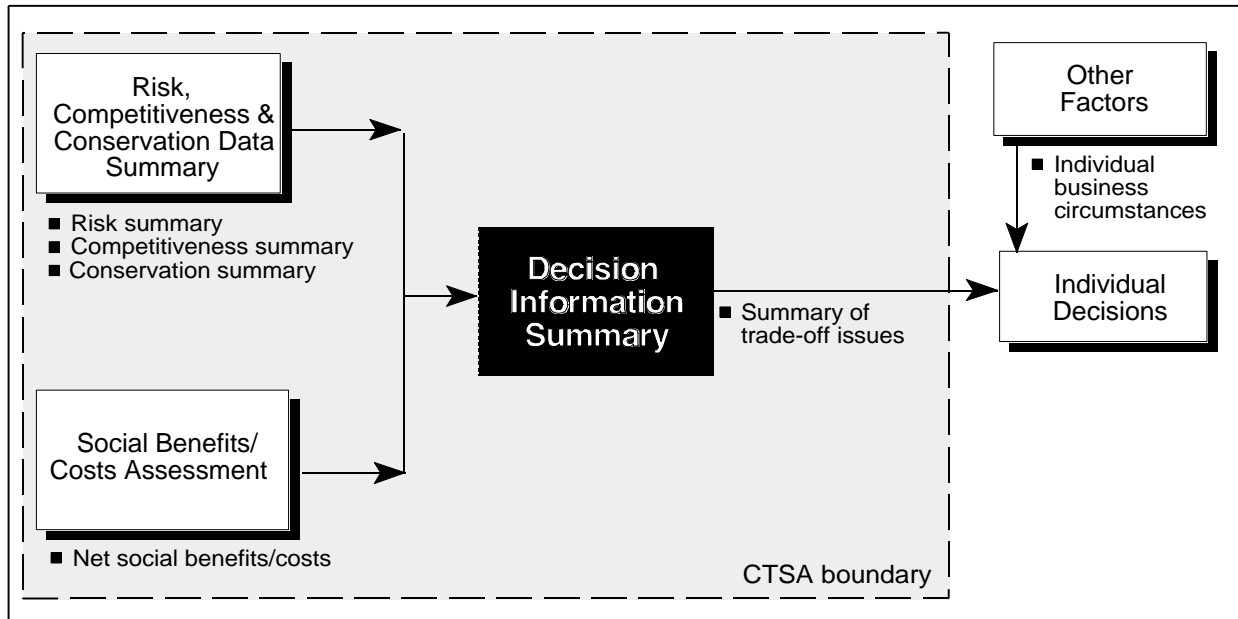 Risk,
Competitiveness &
Conservation Data
Summary
■ Risk summary
■ Competitiveness summary
■ Conservation summary
Social Benefits/
Costs Assessment
■ Net social benefits/costs
Decision
Information
Summary
■ Summary of
trade-off issues
CTSA boundary
Other
Factors
■ Individual
business
circumstances
Individual
Decisions